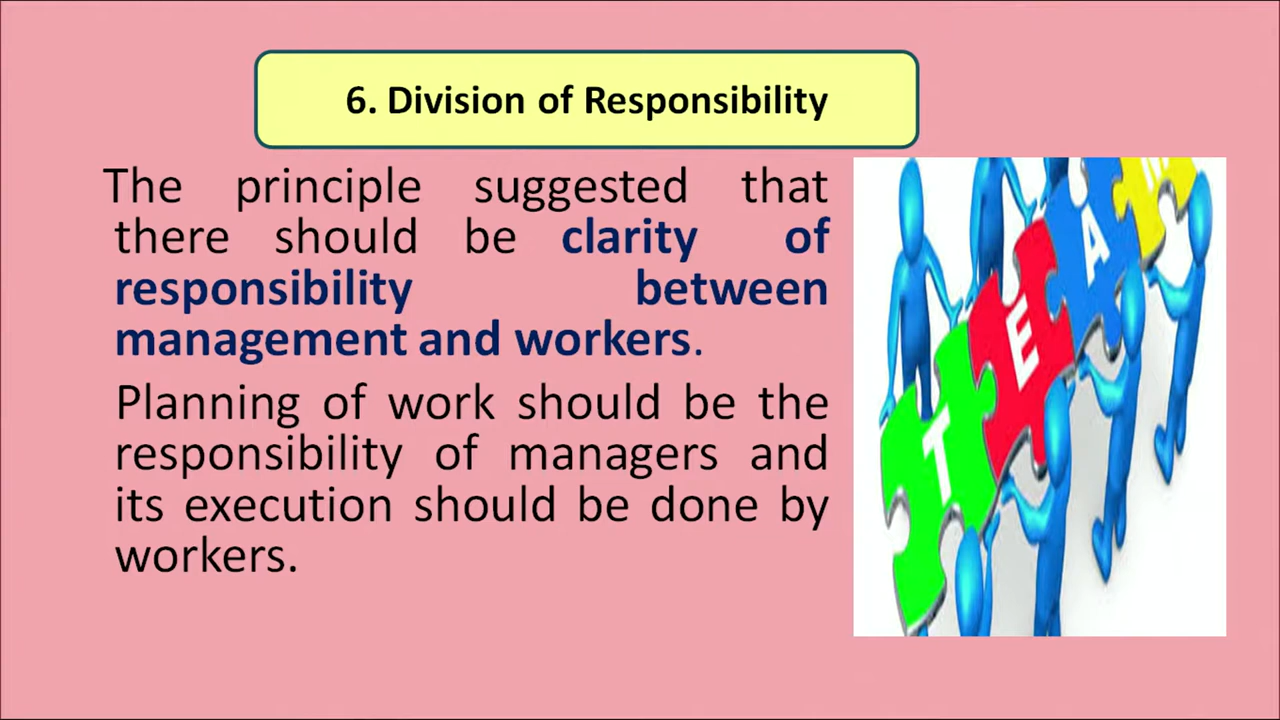 6. Division of Responsibility
The principle suggested that
there should be clarity of
responsibility between
management and workers.
Planning of work should be the
responsibility of managers and
its execution should be done by
workers.
T E A M